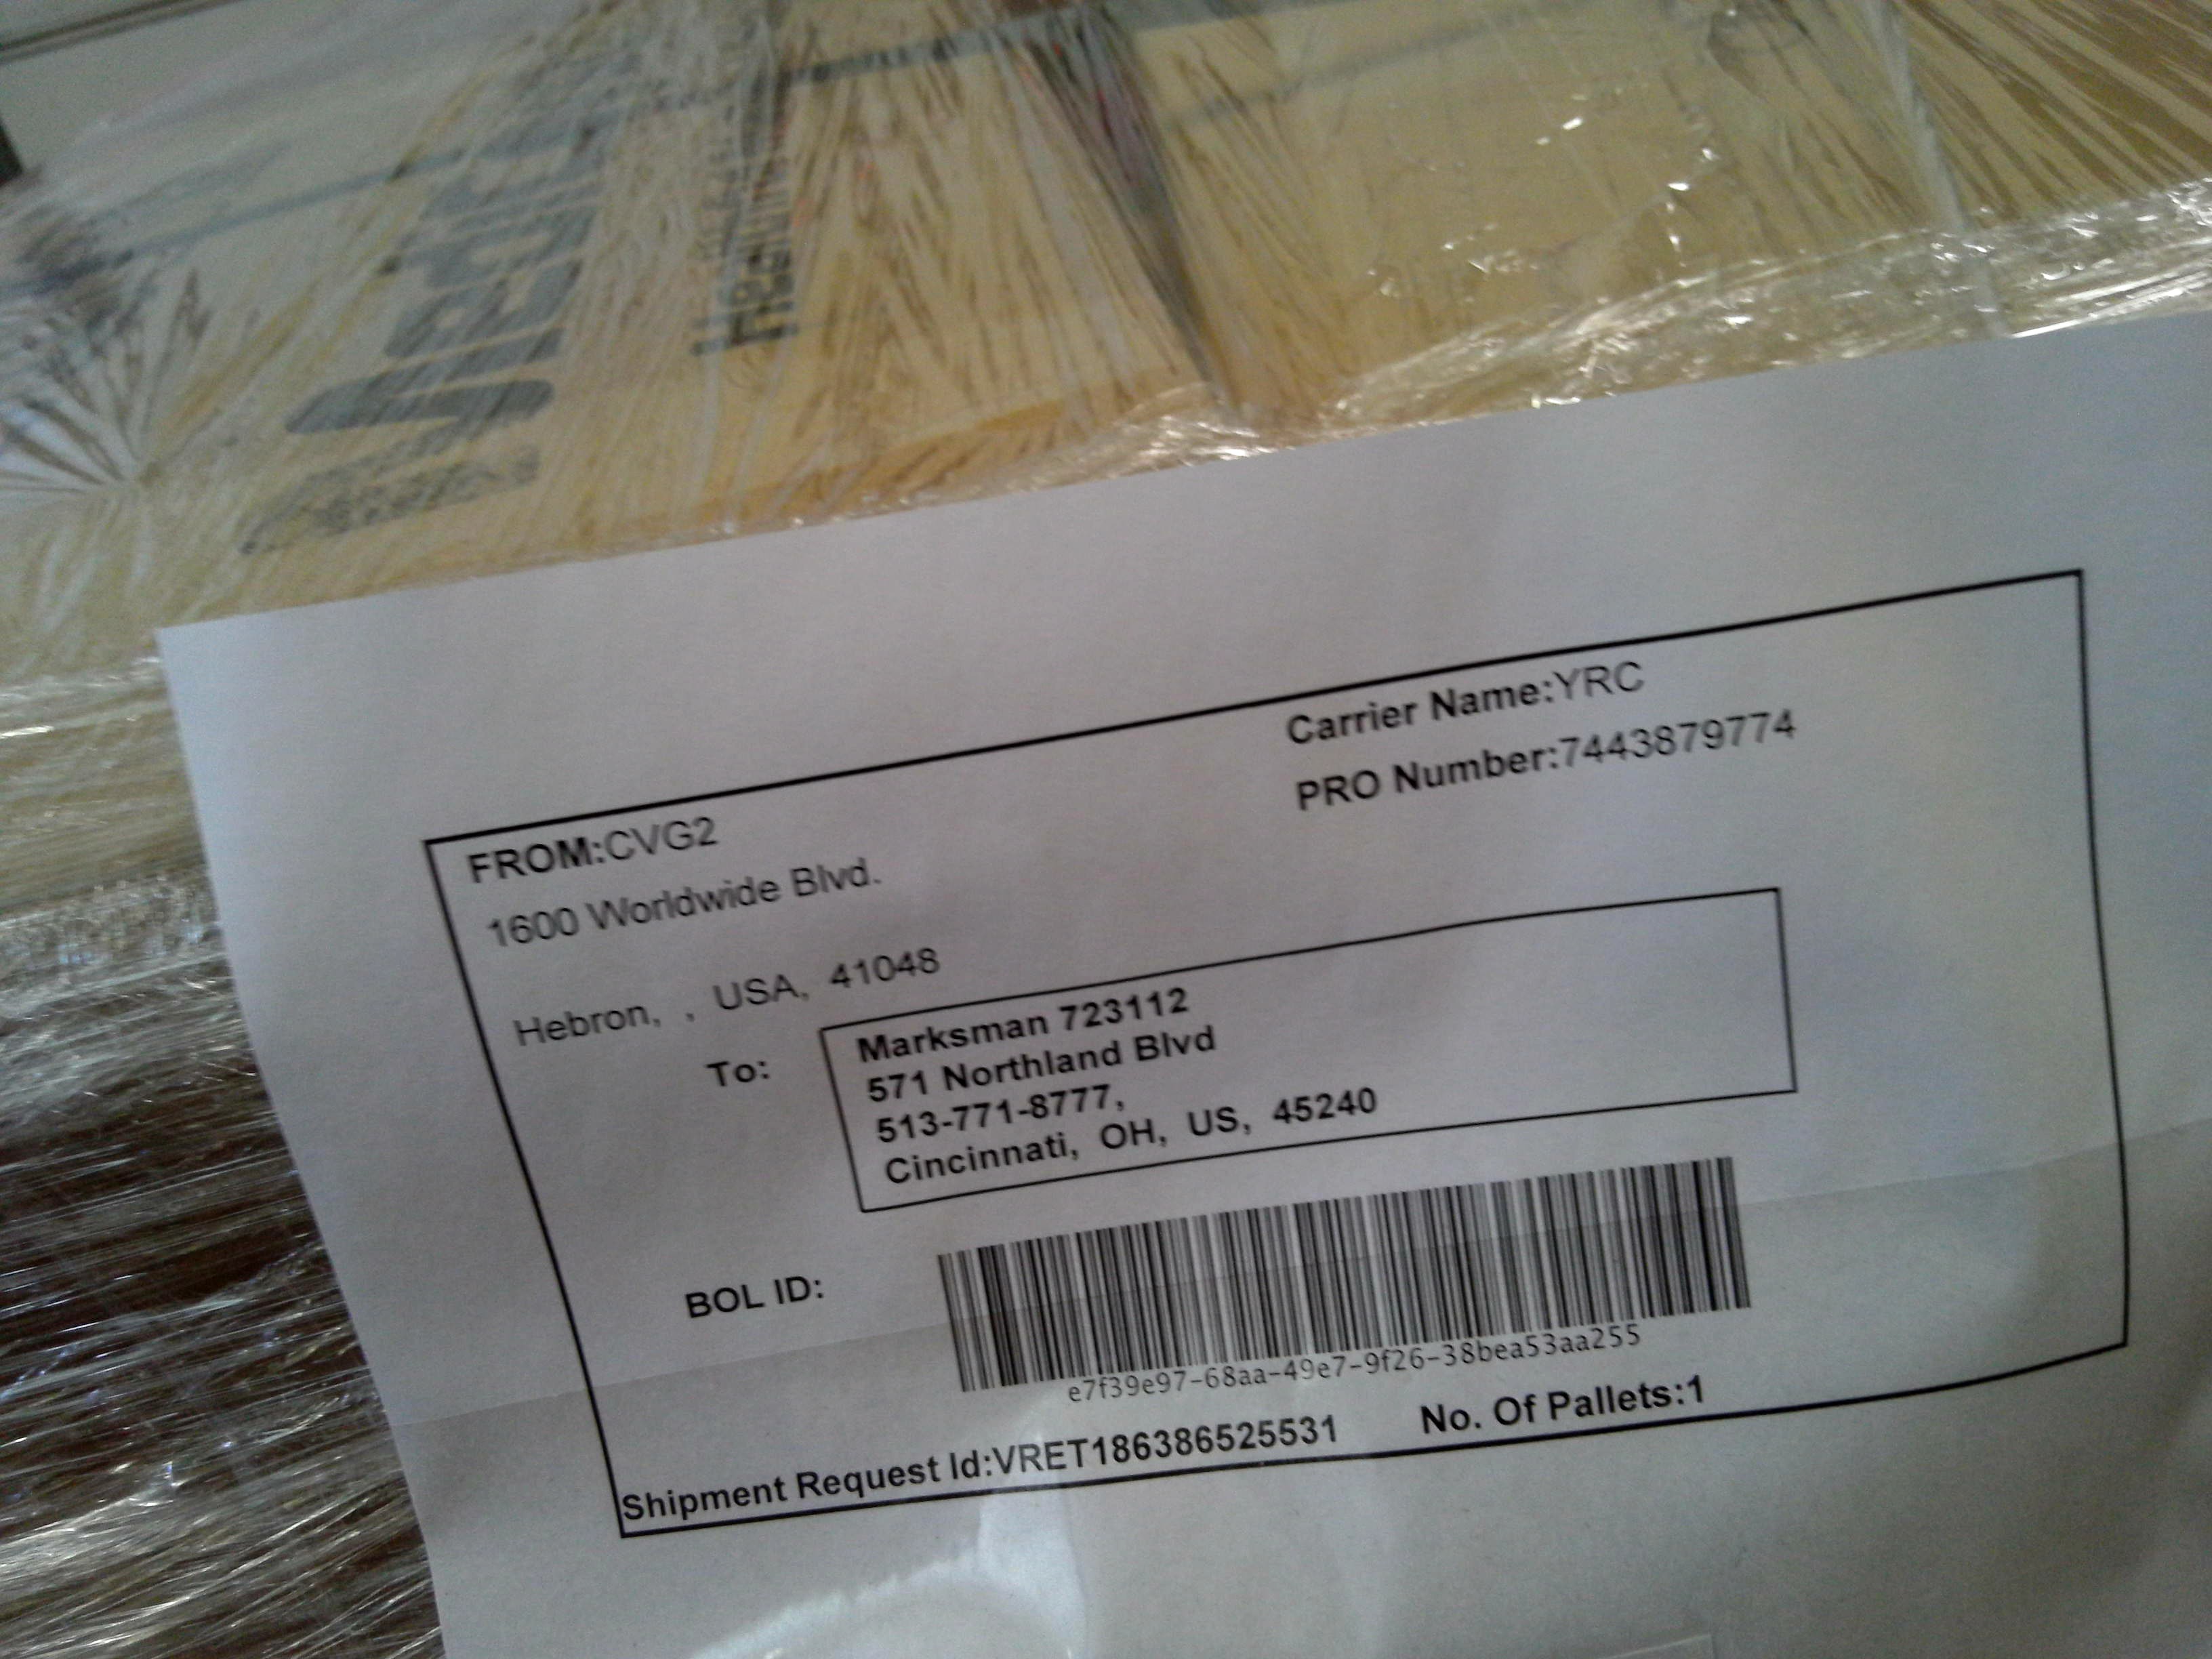 FROM:CVG2
1600 Worldwide Blvd.
Hebron, , USA, 41048
Carrier Name:YRC
PRO Number:7443879774
To:
Marksman 723112
571 Northland Blvd
513-771-8777,
Cincinnati, OH, US, 45240
BOL ID:
e7f39e97-68aa-49e7-9f26-38bea53aa255
Shipment Request Id:VRET186386525531 No. Of Pallets:1